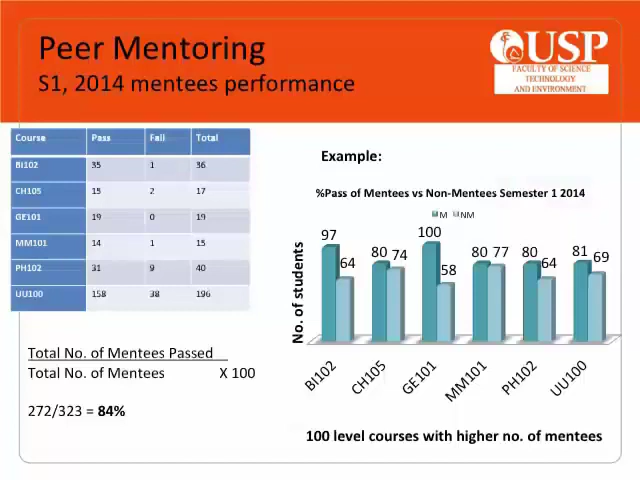 Peer Mentoring
S1, 2014 mentees performance
USP
FACULTY OF SCIENCE
TECHNOLOGY
AND ENVIRONMENT
Course Pass Fail Total
BI102 35 1 36
CH105 15 2 17
GE101 19 0 19
MM101 14 1 15
PH102 31 9 40
UU100 158 38 196
Total No. of Mentees Passed
Total No. of Mentees X 100
272/323 = 84%
Example:
%Pass of Mentees vs Non-Mentees Semester 1 2014
M NM
No. of students
97 64 80 74 100 58 80 77 80 64 81 69
BI102 CH105 GE101 MM101 PH102 UU100
100 level courses with higher no. of mentees